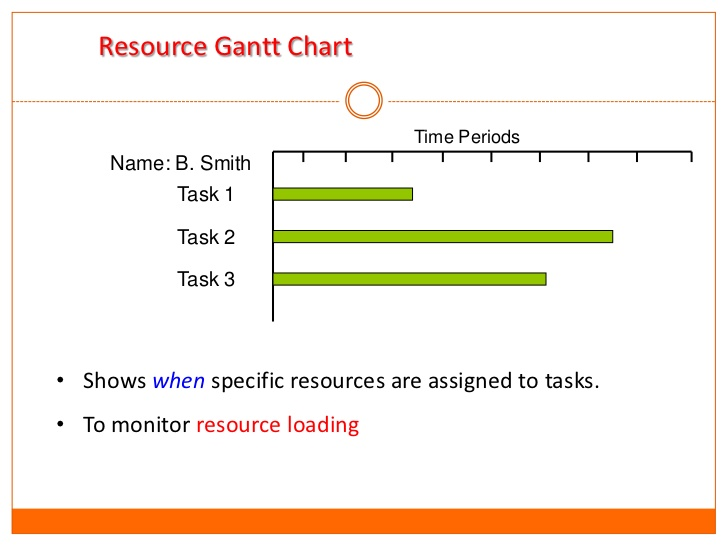 Resource Gantt Chart
Time Periods
Name: B. Smith
Task 1
Task 2
Task 3
• Shows when specific resources are assigned to tasks.
• To monitor resource loading